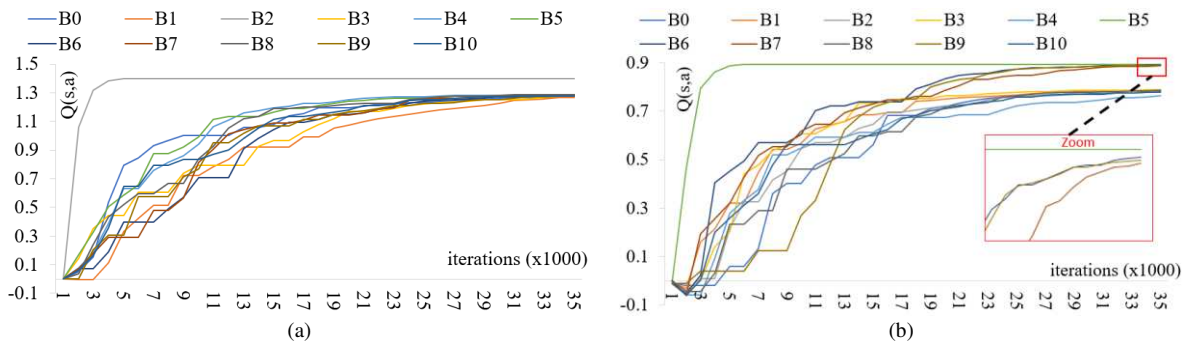 B0 B1 B2 B3 B4 B5
B6 B7 B8 B9 B10
1.5
1.3
1.1
0.9
0.7
0.5
0.3
0.1
-0.1
Q(s,a)
iterations (x1000)
1 3 5 7 9 11 13 15 17 19 21 23 25 27 29 31 33 35
(a)
B0 B1 B2 B3 B4 B5
B6 B7 B8 B9 B10
0.9
0.7
0.5
0.3
0.1
-0.1
Q(s,a)
Zoom
iterations (x1000)
1 3 5 7 9 11 13 15 17 19 21 23 25 27 29 31 33 35
(b)